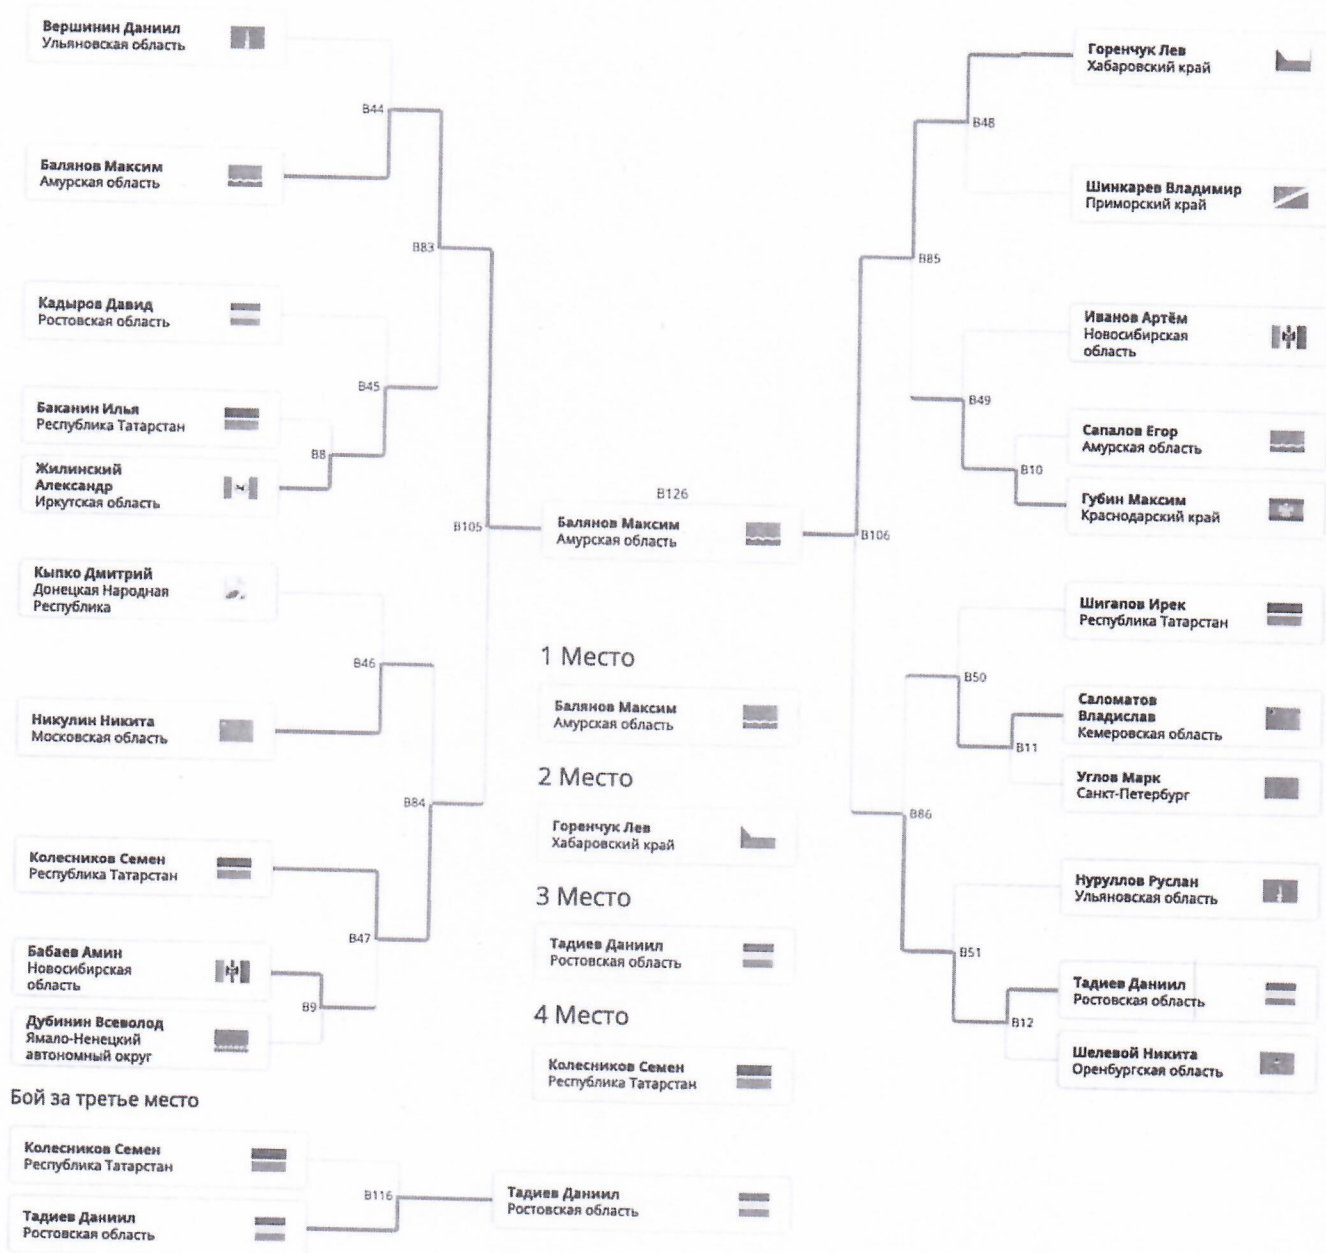 Вершинин Даниил
Ульяновская область
B44
Балянов Максим
Амурская область
B83
Кадыров Давид
Ростовская область
B45
Баканин Илья
Республика Татарстан
B8
Жилинский
Александр
Иркутская область
B105
Кыпко Дмитрий
Донецкая Народная
Республика
B46
Никулин Никита
Московская область
B84
Колесников Семен
Республика Татарстан
B47
Бабаев Амин
Новосибирская
область
B9
Дубинин Всеволод
Ямало-Ненецкий
автономный округ
B126
Балянов Максим
Амурская область
1 Место
Балянов Максим
Амурская область
2 Место
Горенчук Лев
Хабаровский край
3 Место
Тадиев Даниил
Ростовская область
4 Место
Колесников Семен
Республика Татарстан
Горенчук Лев
Хабаровский край
B48
Шинкарев Владимир
Приморский край
B85
Иванов Артём
Новосибирская
область
B49
Сапалов Егор
Амурская область
B10
Губин Максим
Краснодарский край
B106
Шигапов Ирек
Республика Татарстан
B50
Саломатов
Владислав
Кемеровская область
B11
Углов Марк
Санкт-Петербург
B86
Нуруллов Руслан
Ульяновская область
B51
Тадиев Даниил
Ростовская область
B12
Шелевой Никита
Оренбургская область
Бой за третье место
Колесников Семен
Республика Татарстан
B116
Тадиев Даниил
Ростовская область
Тадиев Даниил
Ростовская область